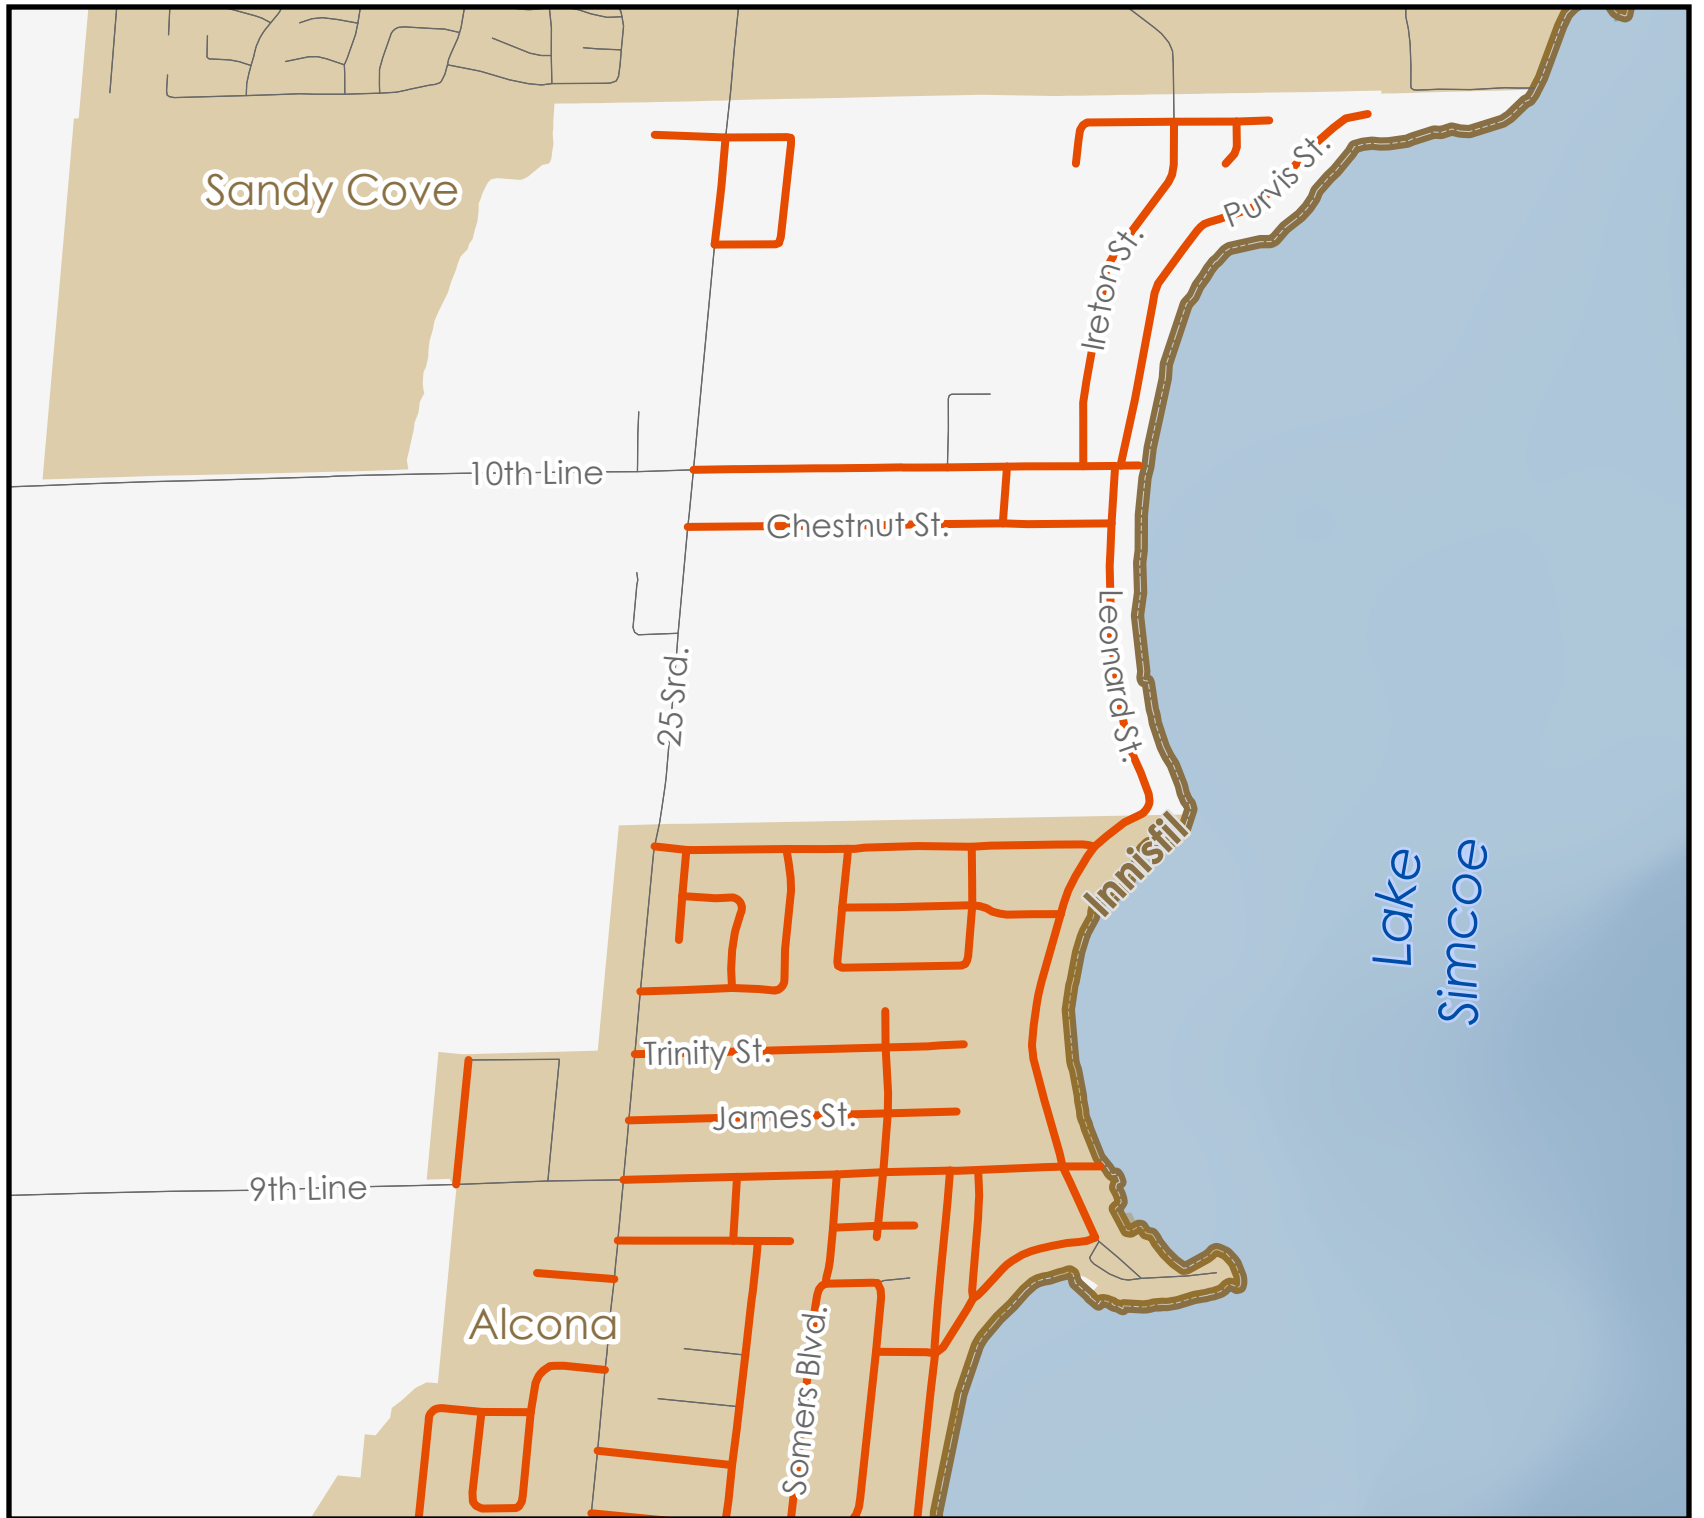 Sandy Cove
Purvis St.
Ireton St.
10th Line
Chestnut St.
Leonard St.
25 Srd.
Innisfil
Lake
Simcoe
Trinity St.
James St.
9th Line
Alcona
Somers Blvd.